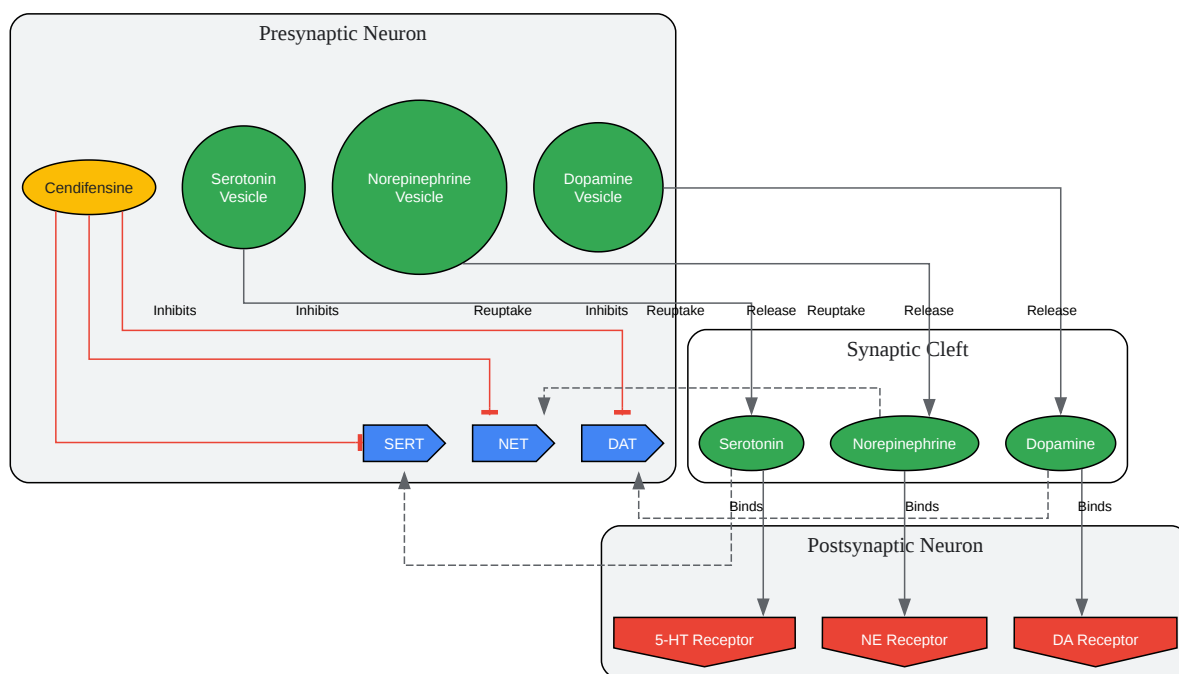 Presynaptic Neuron
Cendifensine
Serotonin
Vesicle
Norepinephrine
Vesicle
Dopamine
Vesicle
Inhibits
Inhibits
Reuptake
Inhibits
Reuptake
Release
Reuptake
Release
Release
Synaptic Cleft
SERT
NET
DAT
Serotonin
Norepinephrine
Dopamine
Binds
Binds
Binds
Postsynaptic Neuron
5-HT Receptor
NE Receptor
DA Receptor